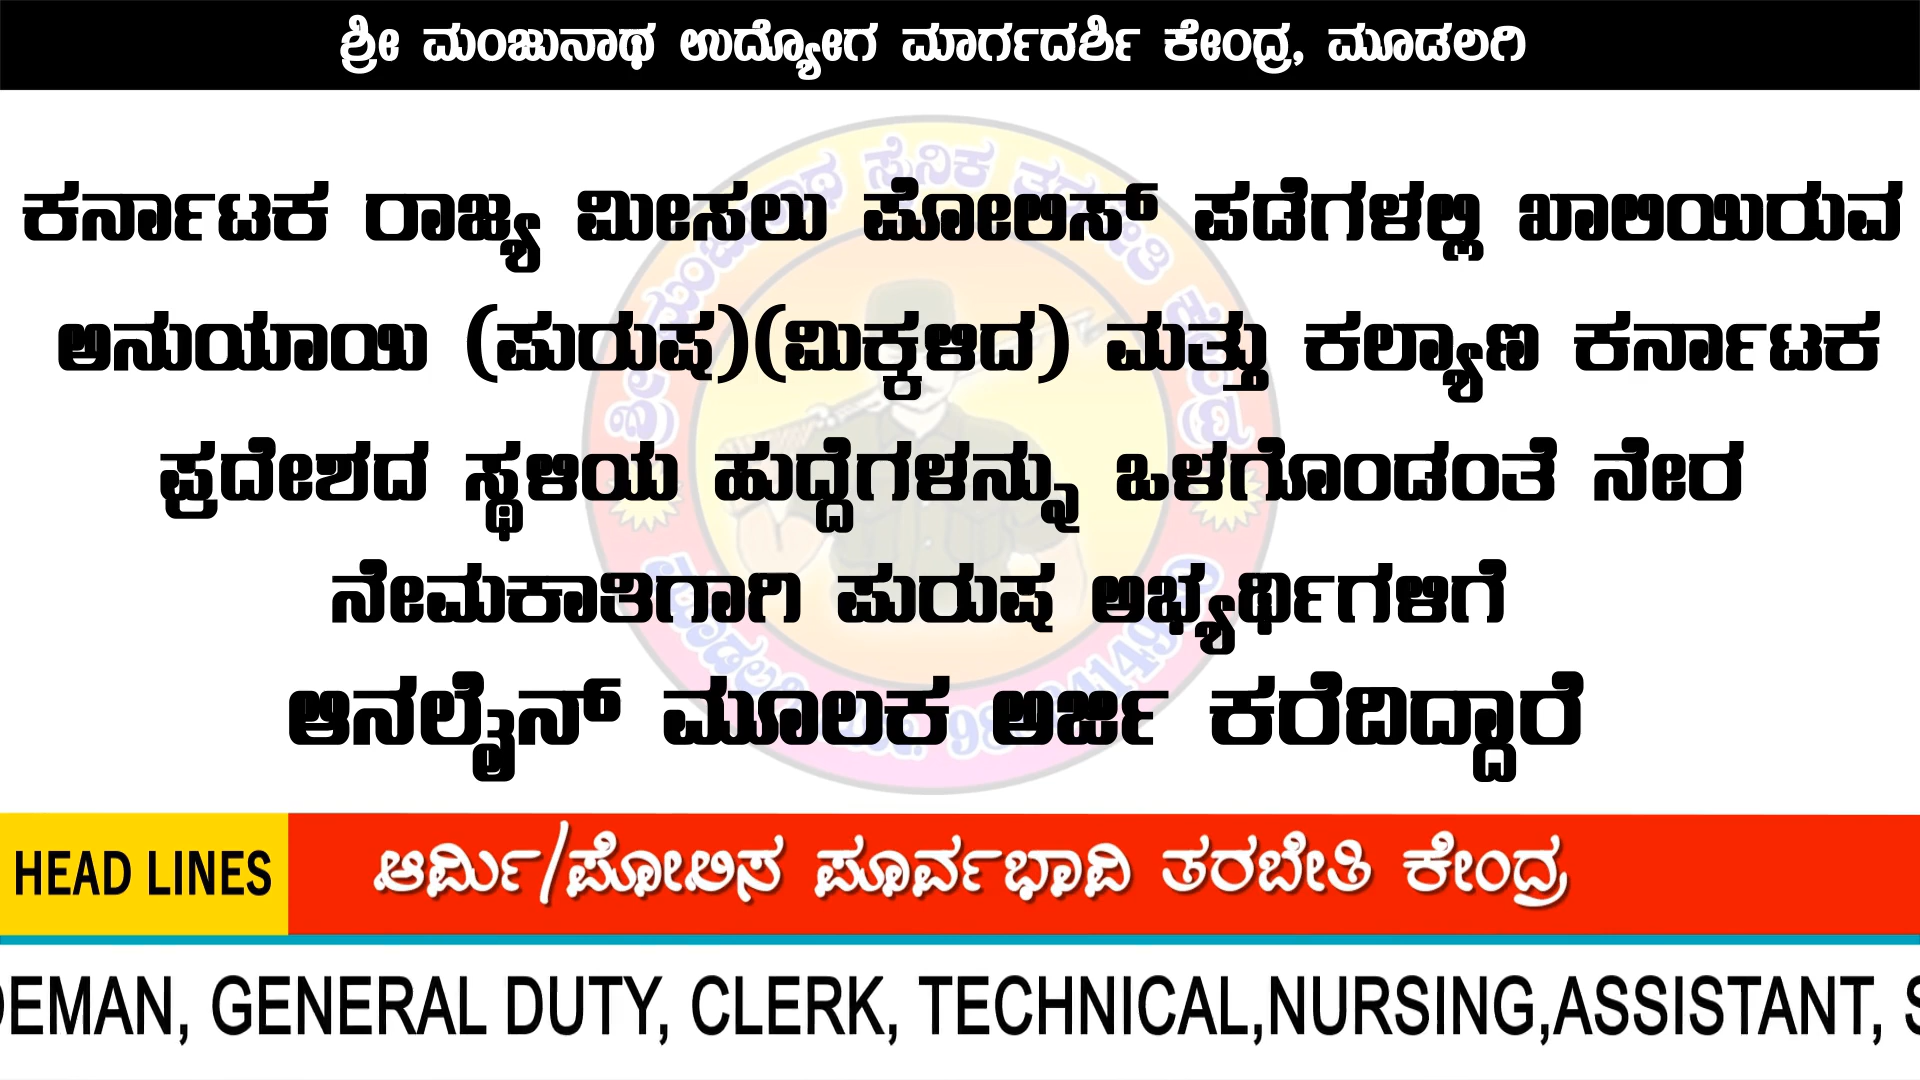 ಶ್ರೀ ಮಂಜುನಾಥ ಉದ್ಯೋಗ ಮಾರ್ಗದರ್ಶಿ ಕೇಂದ್ರ, ಮೂಡಲಗಿ
ಕರ್ನಾಟಕ ರಾಜ್ಯ ಮೀಸಲು ಪೋಲಿಸ್ ಪಡೆಗಳಲ್ಲಿ ಖಾಲಿಯಿರುವ
ಅನುಯಾಯಿ (ಪುರುಷ)(ಮಿಕ್ಕಳಿದ) ಮತ್ತು ಕಲ್ಯಾಣ ಕರ್ನಾಟಕ
ಪ್ರದೇಶದ ಸ್ಥಳಿಯ ಹುದ್ದೆಗಳನ್ನು ಒಳಗೊಂಡಂತೆ ನೇರ
ನೇಮಕಾತಿಗಾಗಿ ಪುರುಷ ಅಭ್ಯರ್ಥಿಗಳಿಗೆ
ಆನಲೈನ್ ಮೂಲಕ ಅರ್ಜಿ ಕರೆದಿದ್ದಾರೆ
HEAD LINES ಆರ್ಮಿ/ಪೋಲಿಸ ಪೂರ್ವಭಾವಿ ತರಬೇತಿ ಕೇಂದ್ರ
DEMAN, GENERAL DUTY, CLERK, TECHNICAL,NURSING,ASSISTANT, S